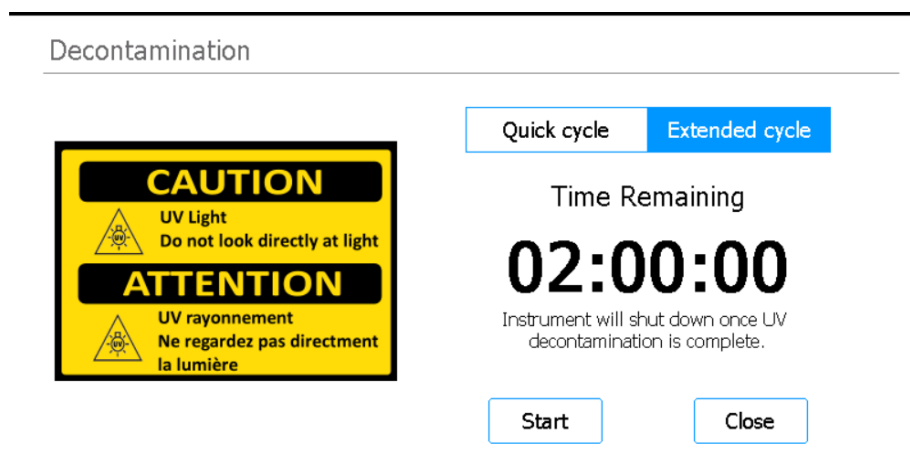 Decontamination
CAUTION
UV Light
Do not look directly at light
ATTENTION
UV rayonnement
Ne regardez pas directment
la lumière
Quick cycle
Extended cycle
Time Remaining
02:00:00
Instrument will shut down once UV
decontamination is complete.
Start
Close